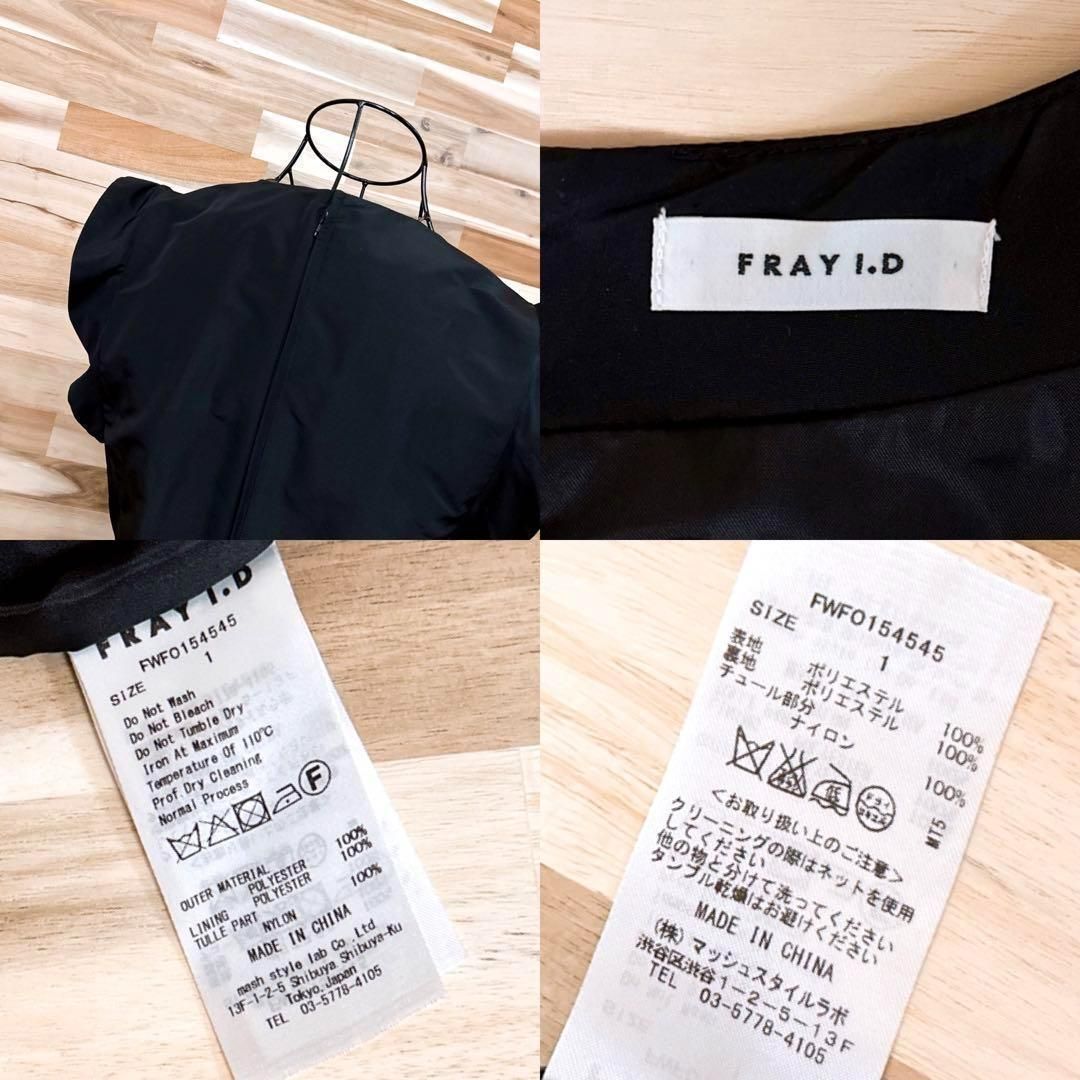 FRAY I.D
FRAY I.D
FWFO154545
SIZE 1
Do Not Wash
Do Not Bleach
Do Not Tumble Dry
Iron At Maximum
Temperature Of 110℃
Prof.Dry Cleaning
Normal Process
F
OUTER MATERIAL
POLYESTER 100%
LINING POLYESTER 100%
TULLE PART NYLON 100%
MADE IN CHINA
mash style lab Co.,Ltd
13F-1-2-5 Shibuya Shibuya-Ku
Tokyo,Japan
TEL 03-5778-4105
FWFO154545
SIZE 1
表地 ポリエステル 100%
裏地 ポリエステル 100%
チュール部分
ナイロン 100%
低
ドライ
<お取り扱い上のご注意>
クリーニングの際はネットを使用
してください
他の物と分けて洗ってください
タンブル乾燥はお避けください
MADE IN CHINA
(株)マッシュスタイルラボ
渋谷区渋谷1-2-5-13F
TEL 03-5778-4105